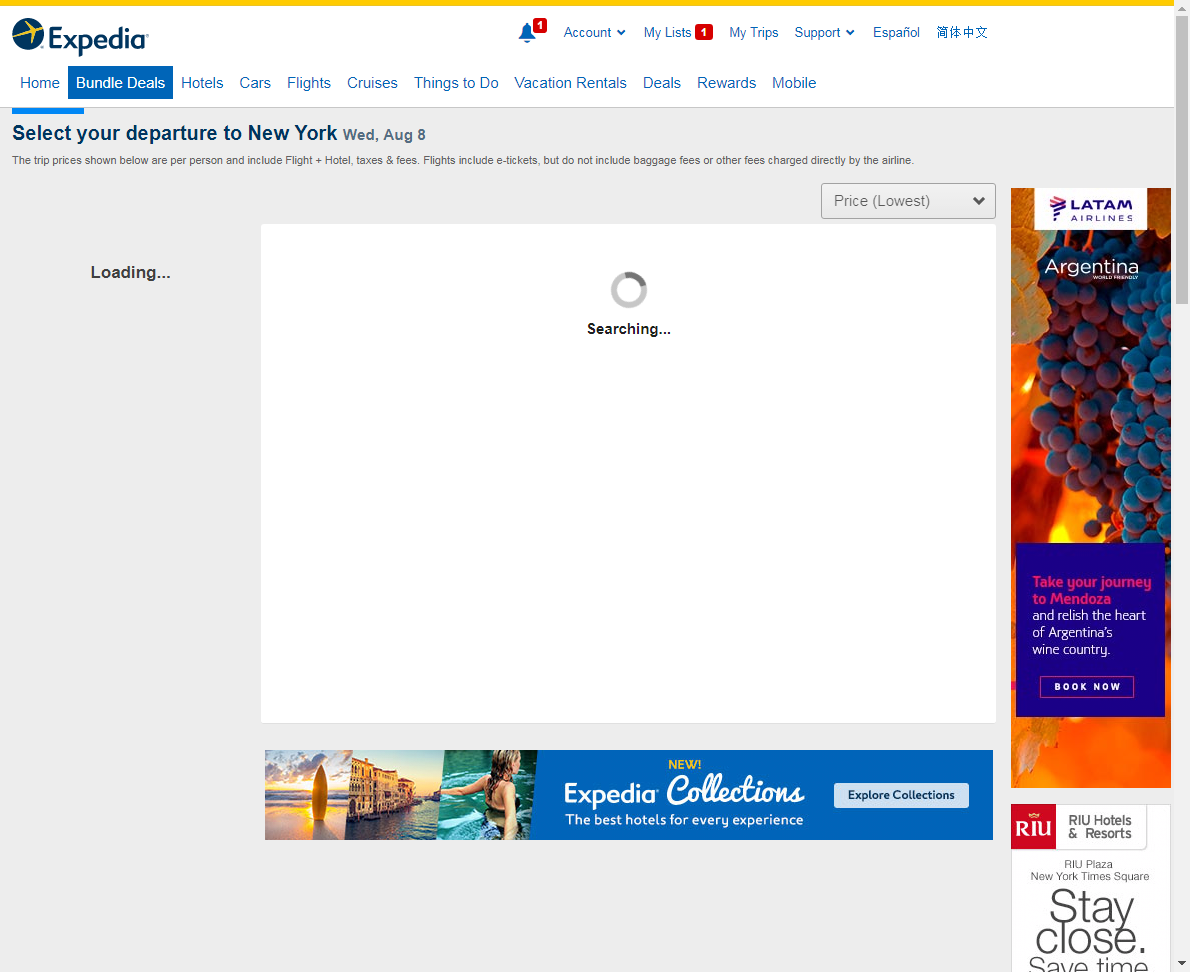 Expedia
1
Account
My Lists 1
My Trips
Support
Español
简体中文
Home
Bundle Deals
Hotels
Cars
Flights
Cruises
Things to Do
Vacation Rentals
Deals
Rewards
Mobile
Select your departure to New York Wed, Aug 8
The trip prices shown below are per person and include Flight + Hotel, taxes & fees. Flights include e-tickets, but do not include baggage fees or other fees charged directly by the airline.
Price (Lowest)
Loading...
Searching...
LATAM
AIRLINES
Argentina
WORLD FRIENDLY
Take your journey
to Mendoza
and relish the heart
of Argentina's
wine country.
BOOK NOW
NEW!
Expedia Collections
The best hotels for every experience
Explore Collections
RIU
RIU Hotels
& Resorts
RIU Plaza
New York Times Square
Stay
close.
Save time